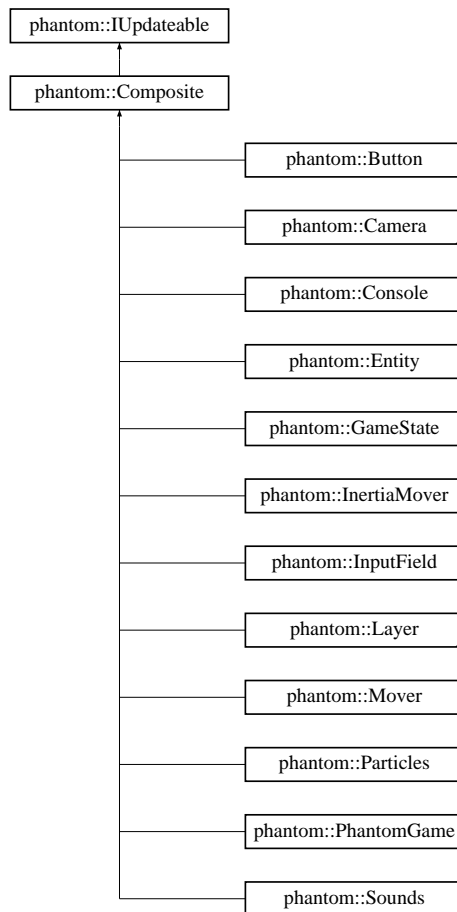 phantom::IUpdateable
phantom::Composite
phantom::Button
phantom::Camera
phantom::Console
phantom::Entity
phantom::GameState
phantom::InertiaMover
phantom::InputField
phantom::Layer
phantom::Mover
phantom::Particles
phantom::PhantomGame
phantom::Sounds